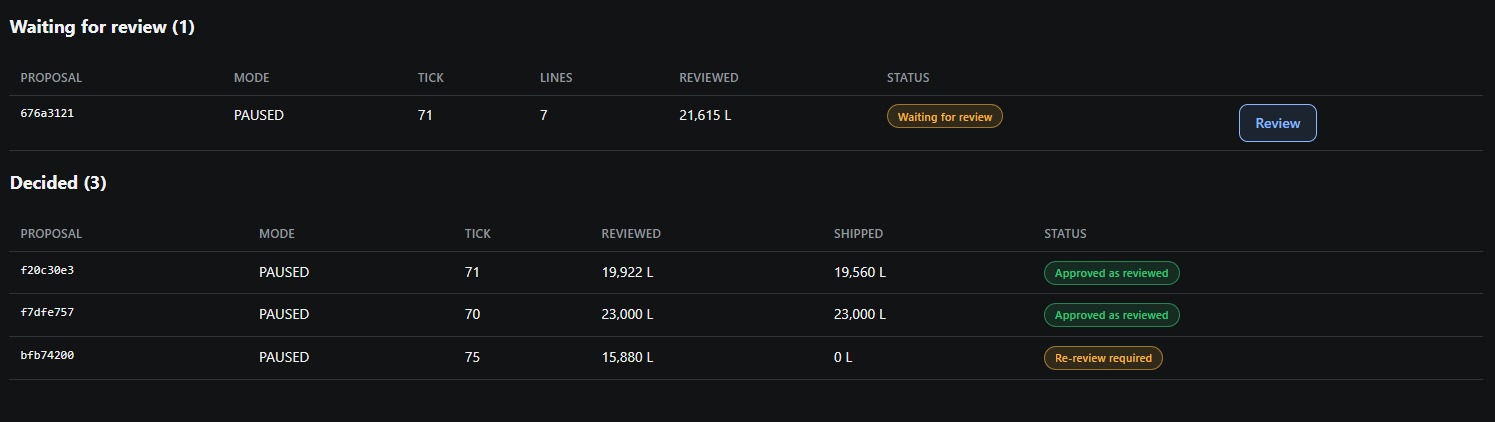 Waiting for review (1)
PROPOSAL MODE TICK LINES REVIEWED STATUS
676a3121 PAUSED 71 7 21,615 L Waiting for review Review
Decided (3)
PROPOSAL MODE TICK REVIEWED SHIPPED STATUS
f20c30e3 PAUSED 71 19,922 L 19,560 L Approved as reviewed
f7dfe757 PAUSED 70 23,000 L 23,000 L Approved as reviewed
bfb74200 PAUSED 75 15,880 L 0 L Re-review required